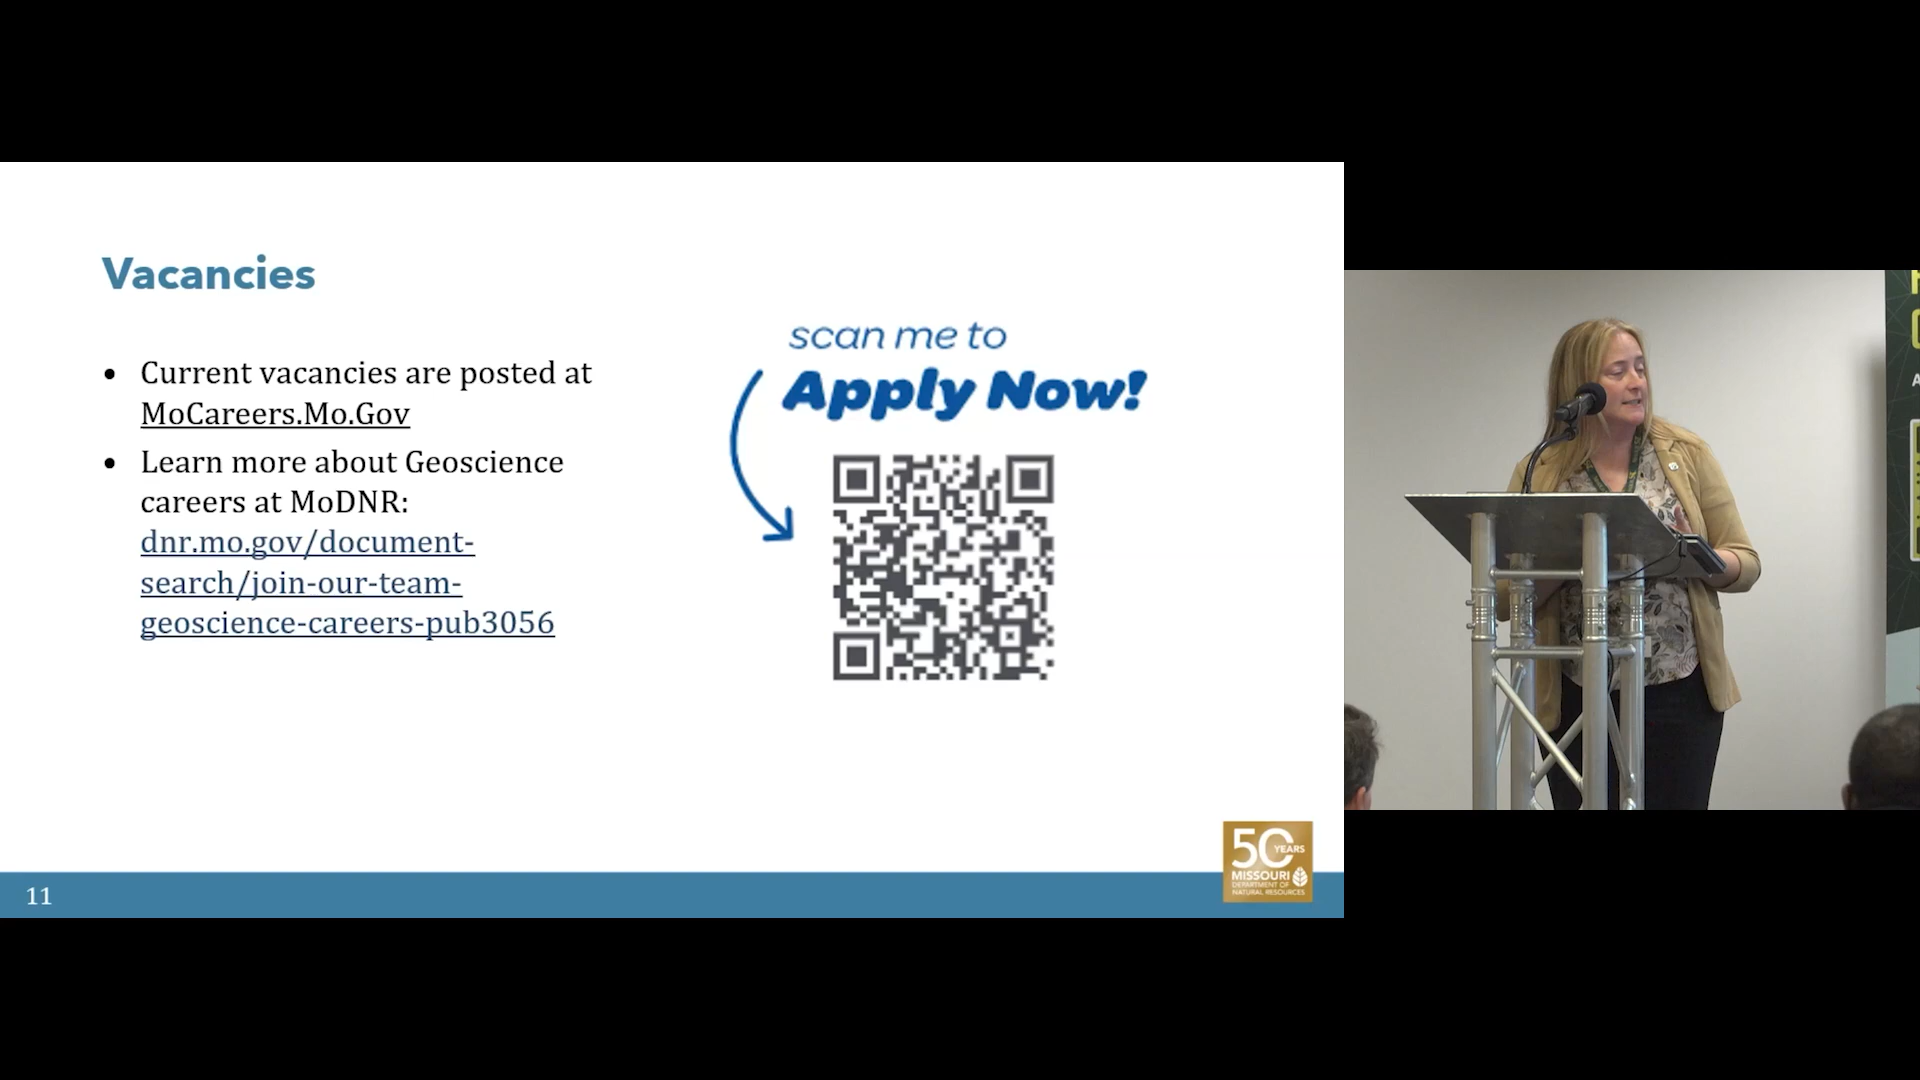 Vacancies
• Current vacancies are posted at
MoCareers.Mo.Gov
• Learn more about Geoscience
careers at MoDNR:
dnr.mo.gov/document-
search/join-our-team-
geoscience-careers-pub3056
scan me to
Apply Now!
50 YEARS
MISSOURI
DEPARTMENT OF
NATURAL RESOURCES
11